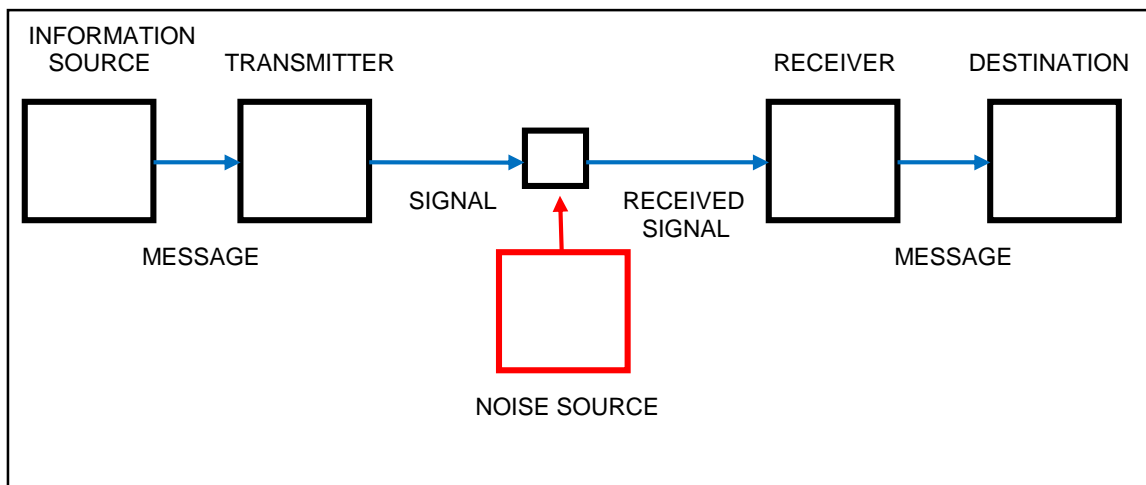 INFORMATION
SOURCE
TRANSMITTER
RECEIVER
DESTINATION
SIGNAL
RECEIVED
SIGNAL
MESSAGE
MESSAGE
NOISE SOURCE